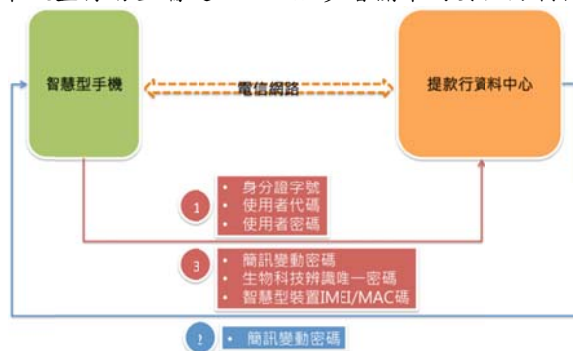 智慧型手機
電信網路
提款行資料中心
1
• 身分證字號
• 使用者代碼
• 使用者密碼
3
• 簡訊變動密碼
• 生物科技辨識唯一密碼
• 智慧型裝置IMEI/MAC碼
2
• 簡訊變動密碼